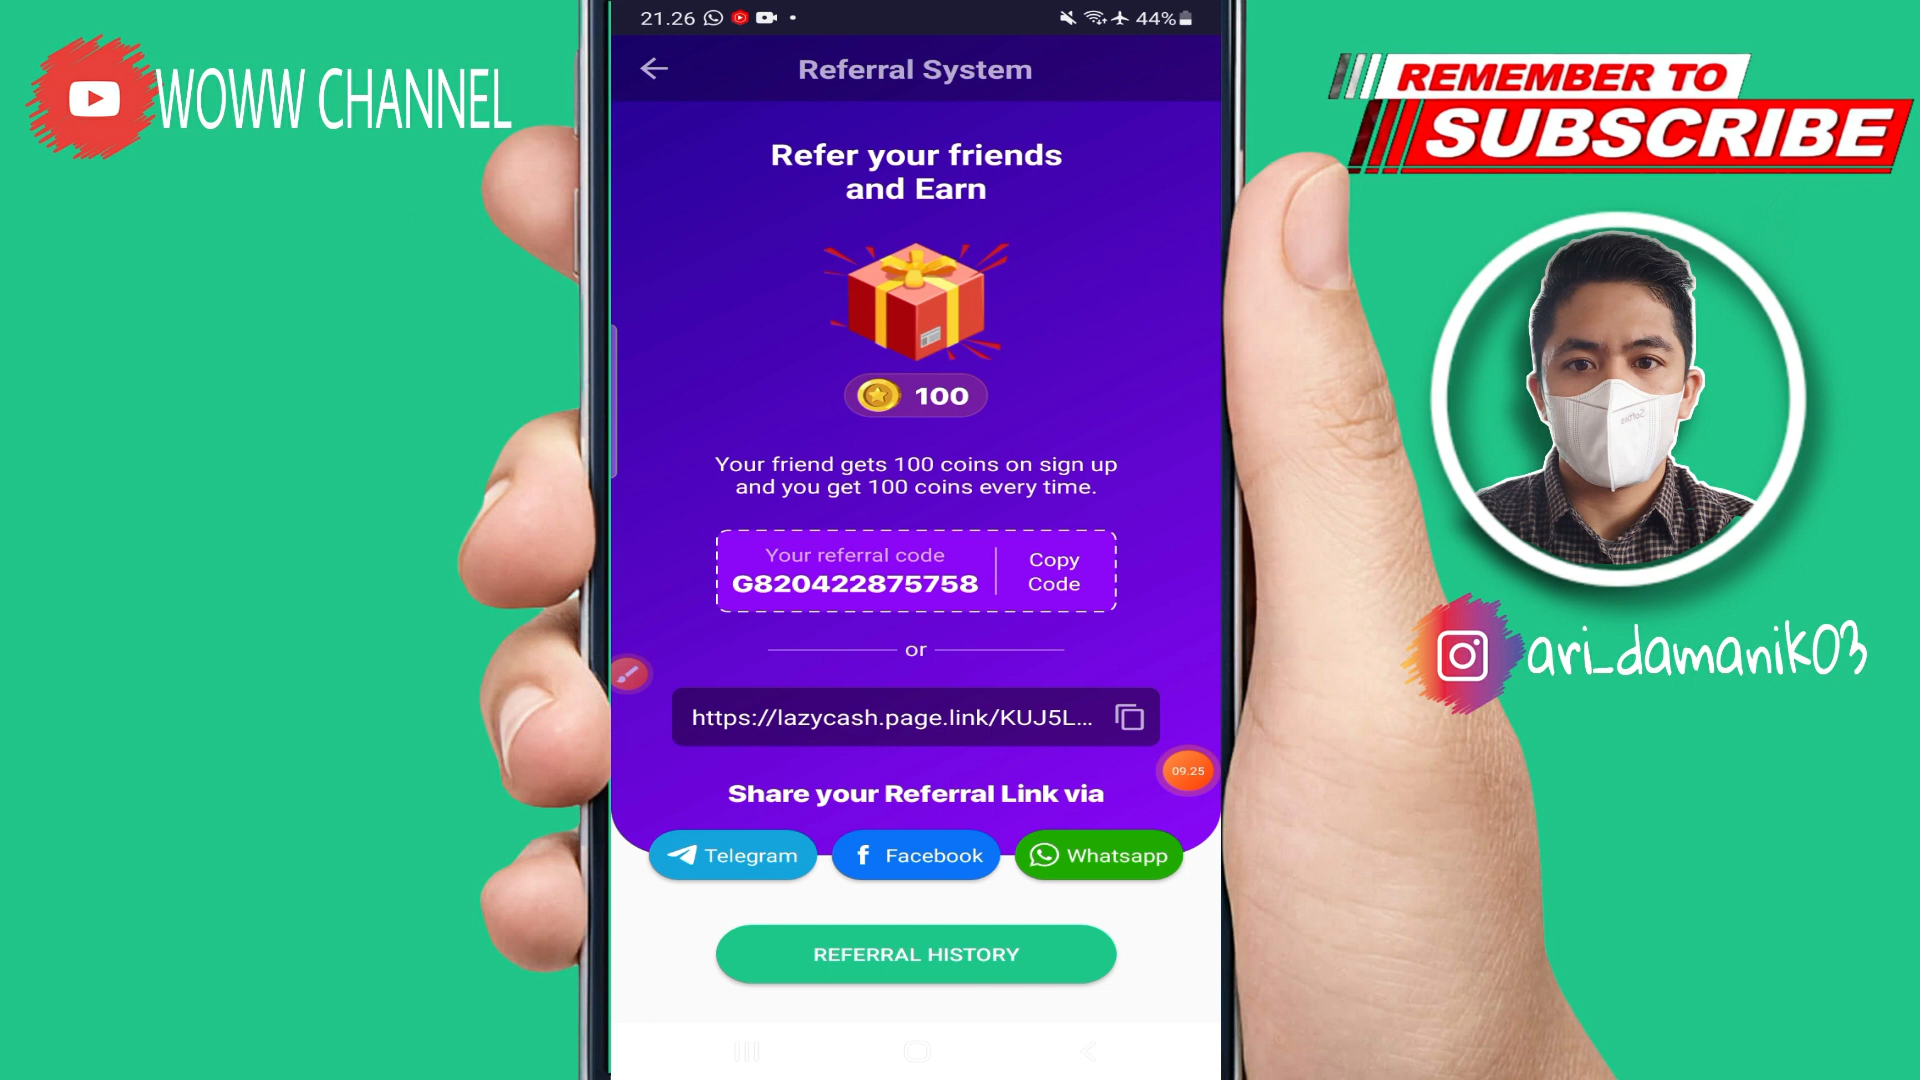 WOWW CHANNEL
REMEMBER TO
SUBSCRIBE
21.26
44%
Referral System
Refer your friends
and Earn
100
Your friend gets 100 coins on sign up
and you get 100 coins every time.
Your referral code
G820422875758
Copy
Code
or
https://lazycash.page.link/KUJ5L...
09.25
Share your Referral Link via
Telegram
Facebook
Whatsapp
REFERRAL HISTORY
ari_damanik03